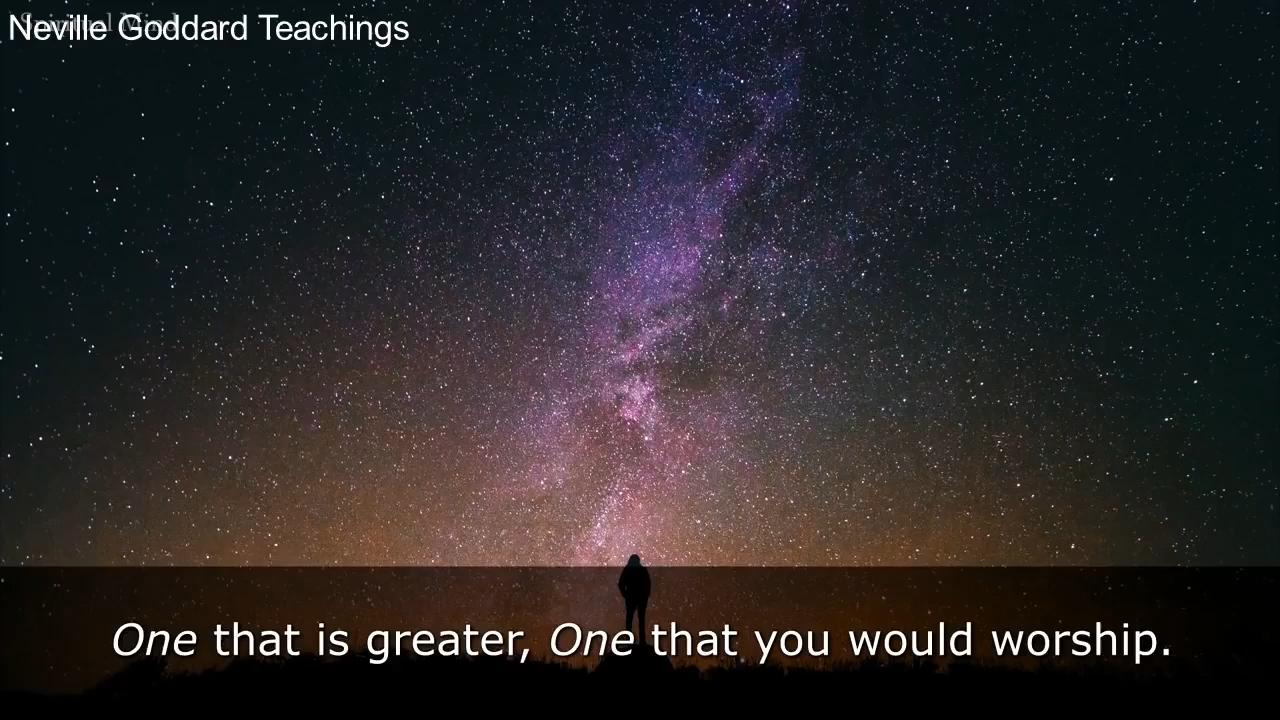 Neville Goddard Teachings
One that is greater, One that you would worship.